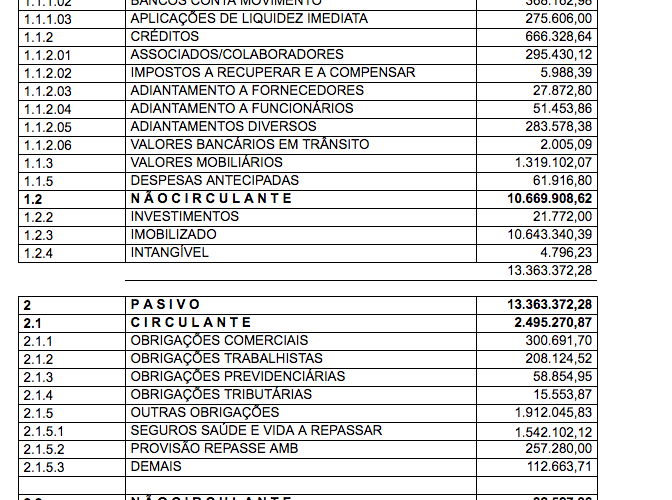 1.1.1.02 BANCOS CONTA MOVIMENTO 368.162,98
1.1.1.03 APLICAÇÕES DE LIQUIDEZ IMEDIATA 275.606,00
1.1.2 CRÉDITOS 666.328,64
1.1.2.01 ASSOCIADOS/COLABORADORES 295.430,12
1.1.2.02 IMPOSTOS A RECUPERAR E A COMPENSAR 5.988,39
1.1.2.03 ADIANTAMENTO A FORNECEDORES 27.872,80
1.1.2.04 ADIANTAMENTO A FUNCIONÁRIOS 51.453,86
1.1.2.05 ADIANTAMENTOS DIVERSOS 283.578,38
1.1.2.06 VALORES BANCÁRIOS EM TRÂNSITO 2.005,09
1.1.3 VALORES MOBILIÁRIOS 1.319.102,07
1.1.5 DESPESAS ANTECIPADAS 61.916,80
1.2 N Ã O C I R C U L A N T E 10.669.908,62
1.2.2 INVESTIMENTOS 21.772,00
1.2.3 IMOBILIZADO 10.643.340,39
1.2.4 INTANGÍVEL 4.796,23
13.363.372,28
2 P A S I V O 13.363.372,28
2.1 C I R C U L A N T E 2.495.270,87
2.1.1 OBRIGAÇÕES COMERCIAIS 300.691,70
2.1.2 OBRIGAÇÕES TRABALHISTAS 208.124,52
2.1.3 OBRIGAÇÕES PREVIDENCIÁRIAS 58.854,95
2.1.4 OBRIGAÇÕES TRIBUTÁRIAS 15.553,87
2.1.5 OUTRAS OBRIGAÇÕES 1.912.045,83
2.1.5.1 SEGUROS SAÚDE E VIDA A REPASSAR 1.542.102,12
2.1.5.2 PROVISÃO REPASSE AMB 257.280,00
2.1.5.3 DEMAIS 112.663,71
N Ã O C I R C U L A N T E